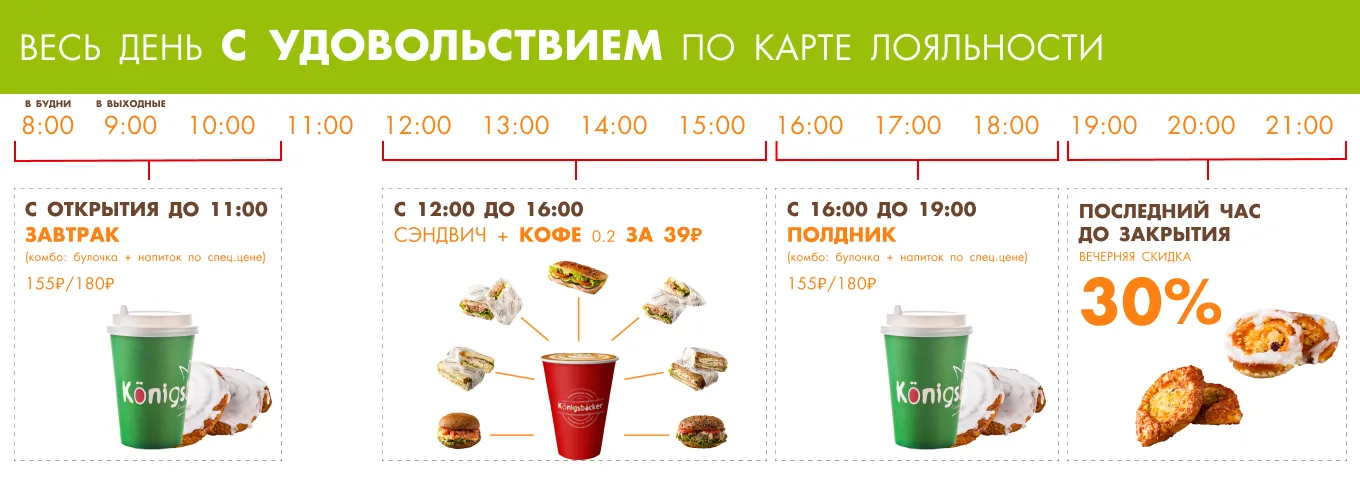 ВЕСЬ ДЕНЬ С УДОВОЛЬСТВИЕМ ПО КАРТЕ ЛОЯЛЬНОСТИ
В БУДНИ В ВЫХОДНЫЕ
8:00 9:00 10:00 11:00 12:00 13:00 14:00 15:00 16:00 17:00 18:00 19:00 20:00 21:00
С ОТКРЫТИЯ ДО 11:00
ЗАВТРАК
(комбо: булочка + напиток по спец.цене)
155₽/180₽
Königs
С 12:00 ДО 16:00
СЭНДВИЧ + КОФЕ 0.2 ЗА 39₽
Königsbäcker
С 16:00 ДО 19:00
ПОЛДНИК
(комбо: булочка + напиток по спец.цене)
155₽/180₽
Königs
ПОСЛЕДНИЙ ЧАС
ДО ЗАКРЫТИЯ
ВЕЧЕРНЯЯ СКИДКА
30%